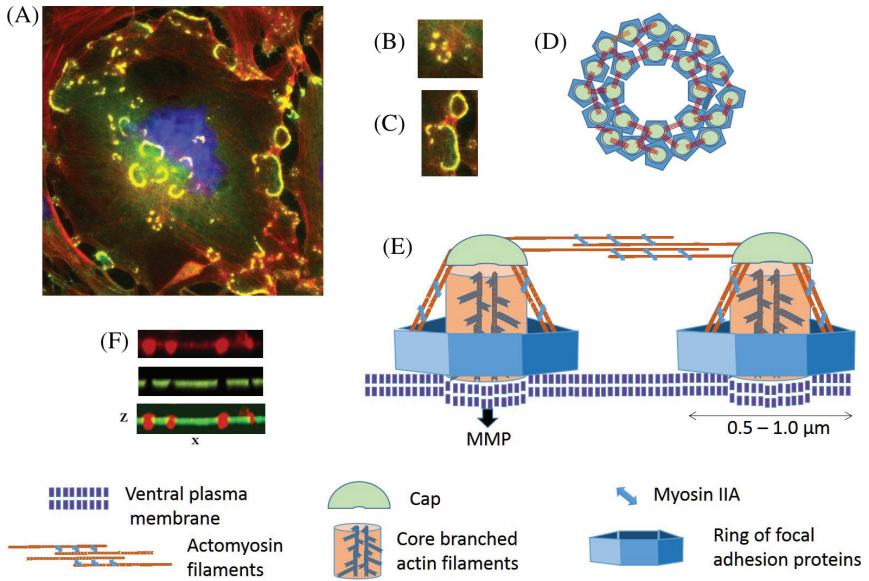 (A)
(B)
(C)
(D)
(E)
MMP
0.5 – 1.0 µm
(F)
z
x
Ventral plasma
membrane
Cap
Myosin IIA
Actomyosin
filaments
Core branched
actin filaments
Ring of focal
adhesion proteins